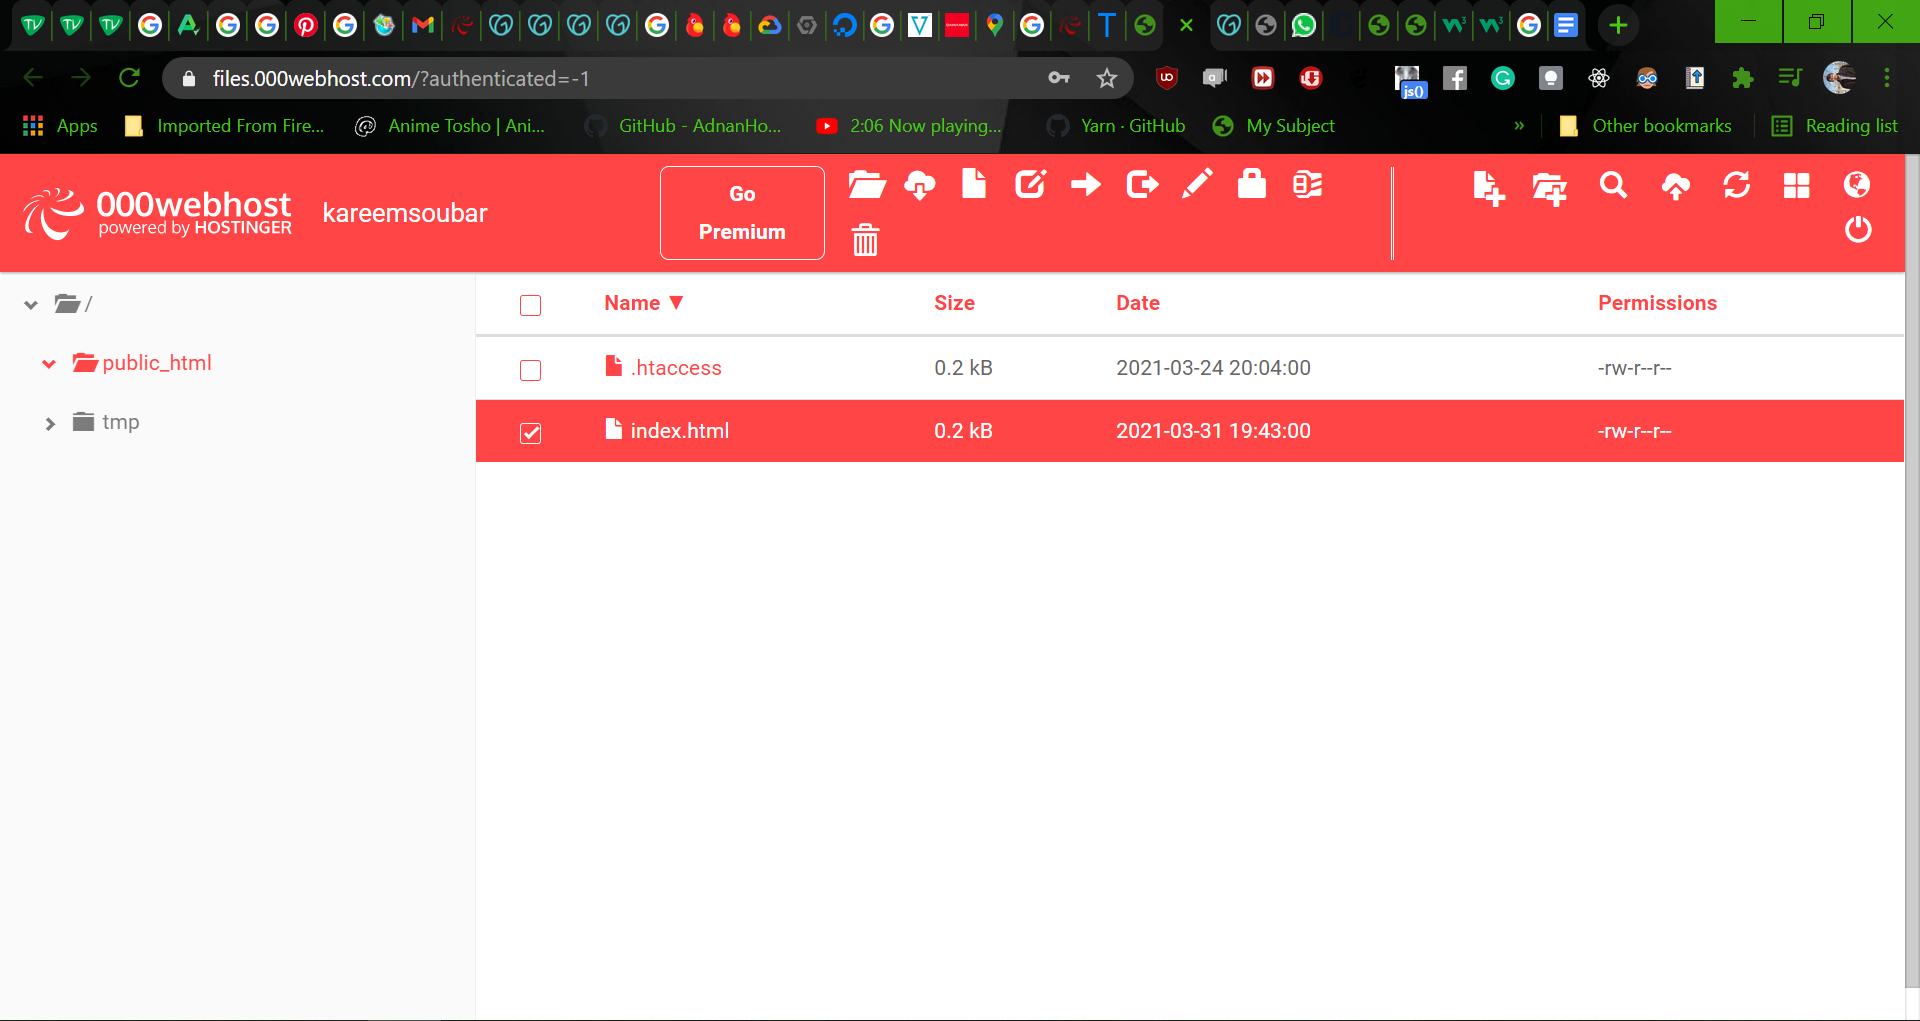 files.000webhost.com/?authenticated=-1
js()
Apps
Imported From Fire...
Anime Tosho | Ani...
GitHub - AdnanHo...
2:06 Now playing...
Yarn · GitHub
My Subject
»
Other bookmarks
Reading list
000webhost
powered by HOSTINGER
kareemsoubar
Go
Premium
/
public_html
tmp
Name ▼ Size Date Permissions
.htaccess 0.2 kB 2021-03-24 20:04:00 -rw-r--r--
index.html 0.2 kB 2021-03-31 19:43:00 -rw-r--r--